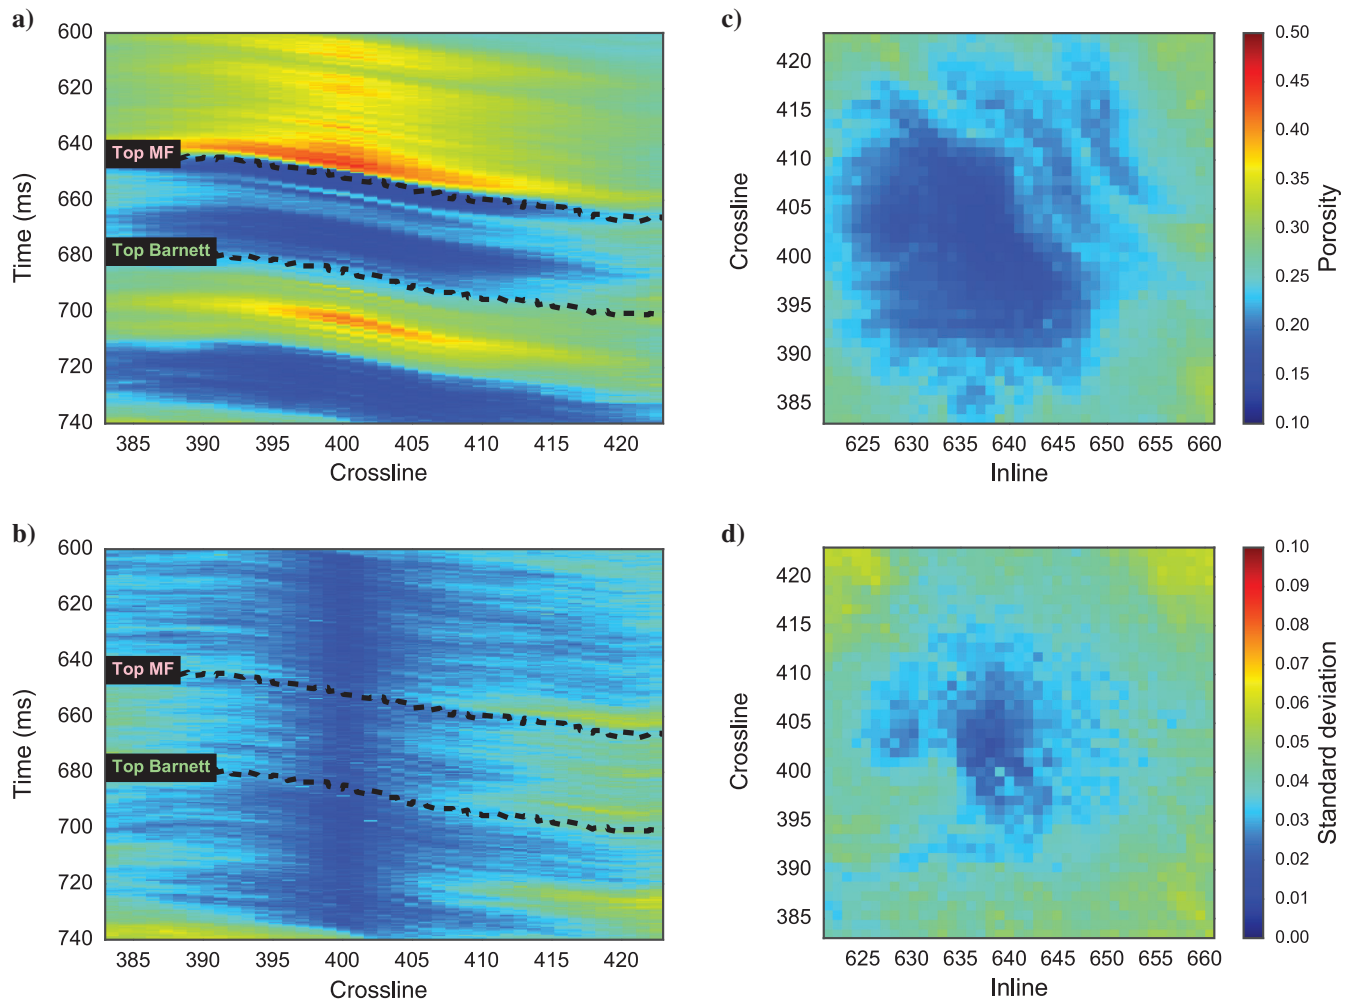 a)
600
620
640
660
680
700
720
740
Time (ms)
Top MF
Top Barnett
385 390 395 400 405 410 415 420
Crossline
c)
420
415
410
405
400
395
390
385
Crossline
625 630 635 640 645 650 655 660
Inline
0.50
0.45
0.40
0.35
0.30
0.25
0.20
0.15
0.10
Porosity
b)
600
620
640
660
680
700
720
740
Time (ms)
Top MF
Top Barnett
385 390 395 400 405 410 415 420
Crossline
d)
420
415
410
405
400
395
390
385
Crossline
625 630 635 640 645 650 655 660
Inline
0.10
0.09
0.08
0.07
0.06
0.05
0.04
0.03
0.02
0.01
0.00
Standard deviation